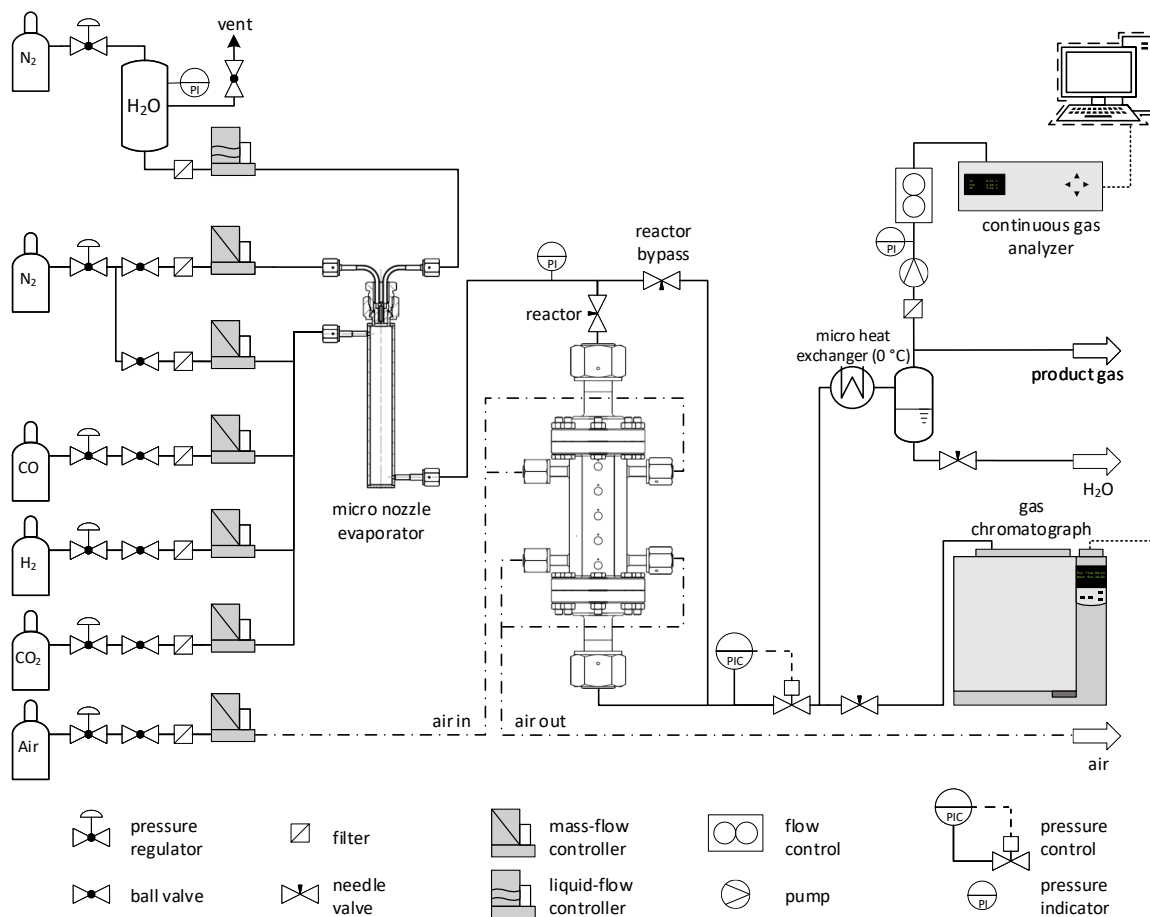 vent
N2
PI
H2O
N2
continuous gas
analyzer
PI
reactor
bypass
PI
reactor
micro heat
exchanger (0 °C)
product gas
CO
micro nozzle
evaporator
H2O
gas
chromatograph
H2
CO2
PIC
air in
air out
Air
air
pressure
regulator
filter
mass-flow
controller
flow
control
PIC
pressure
control
ball valve
needle
valve
liquid-flow
controller
pump
PI
pressure
indicator